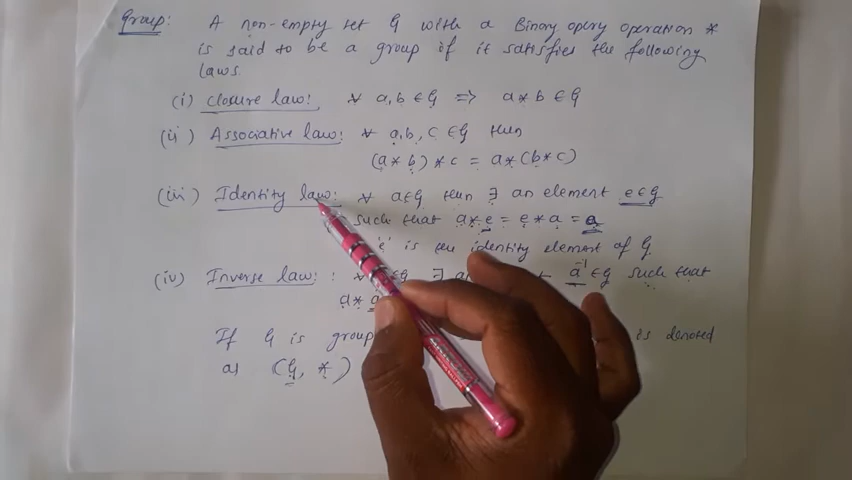 Group: A non-empty set G with a Binary opery operation *
is said to be a group if it satisfies the following
laws.
(i) closure law: ∀ a,b ∈ G => a*b ∈ G
(ii) Associative law: ∀ a,b,c ∈ G then
(a*b)*c = a*(b*c)
(iii) Identity law: ∀ a∈G then ∃ an element e∈G
such that a*e = e*a = a
'e' is the identity element of G.
(iv) Inverse law: : ∀ ∈G ∃ a⁻¹ ∈ G such that
a*
If G is group is denoted
as (G, *)